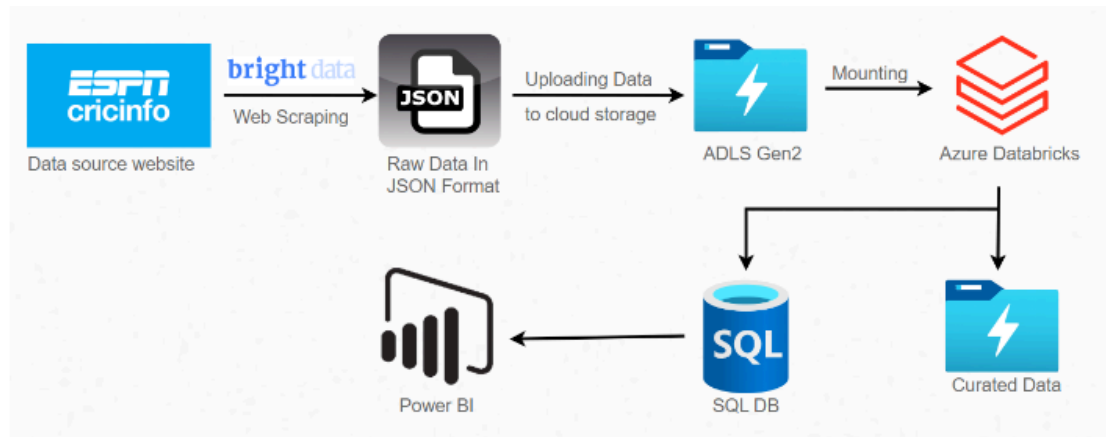 ESPN
cricinfo
Data source website
bright data
Web Scraping
JSON
Raw Data In
JSON Format
Uploading Data
to cloud storage
ADLS Gen2
Mounting
Azure Databricks
SQL
SQL DB
Curated Data
Power BI